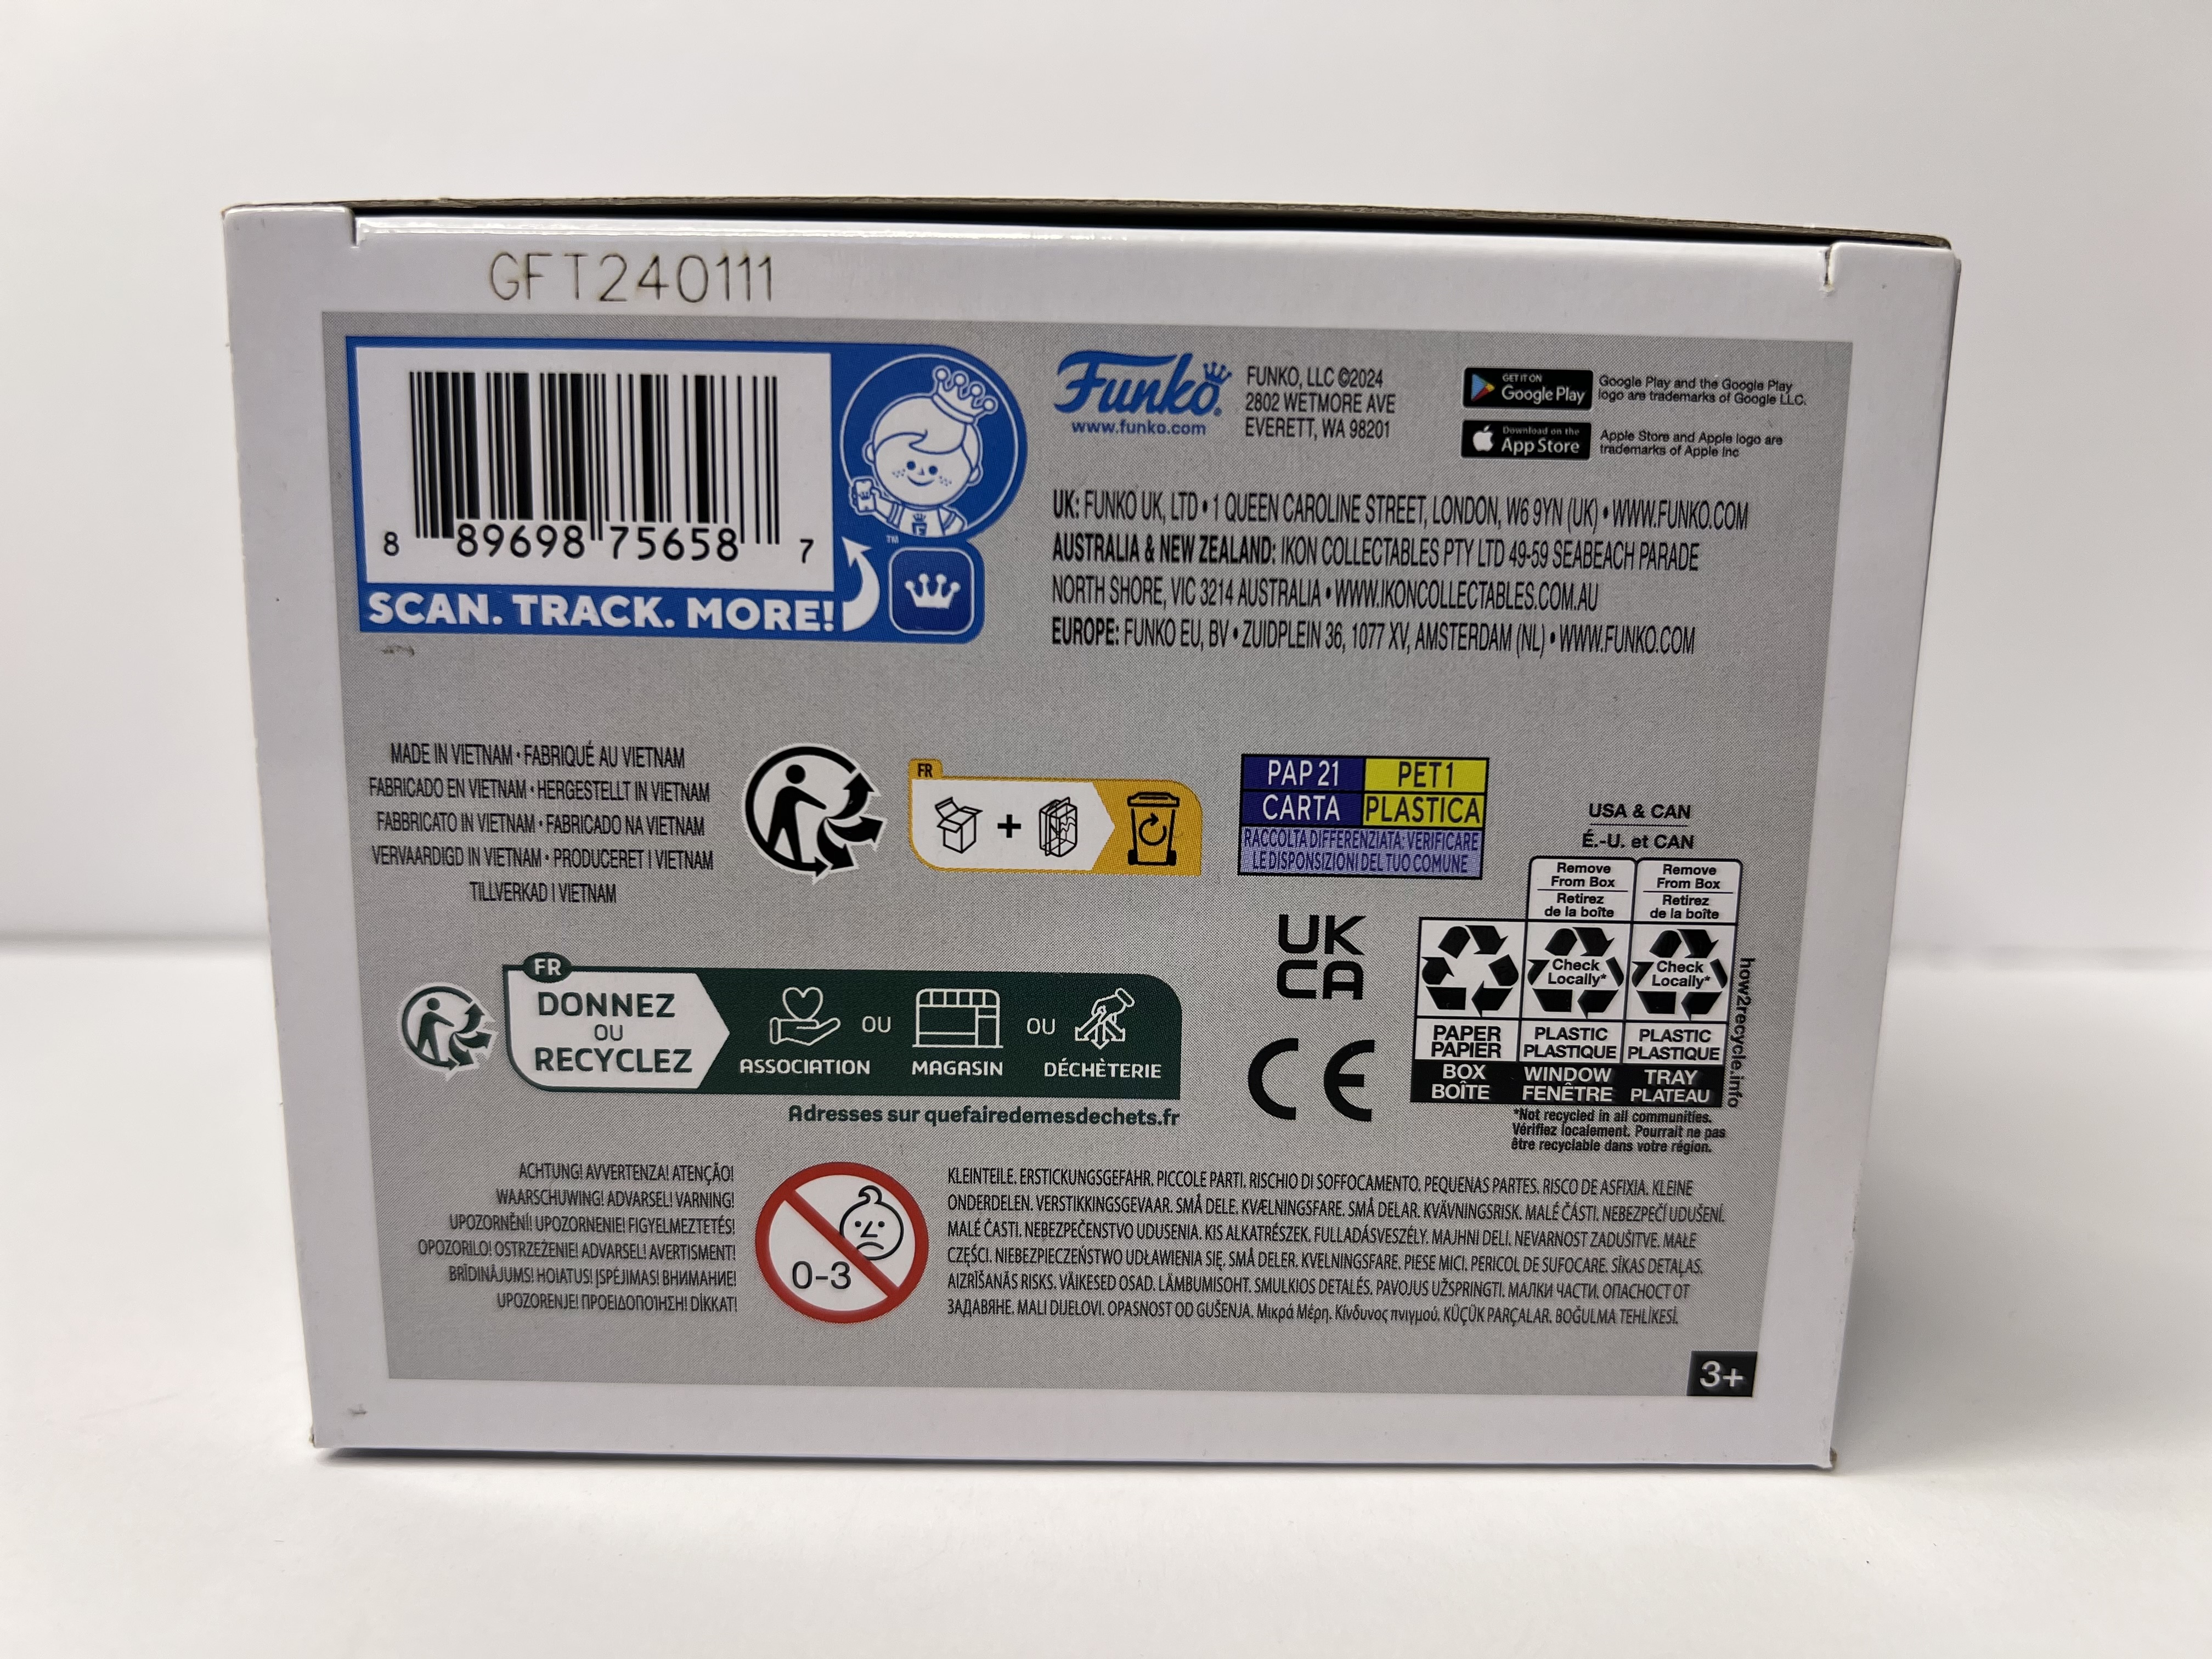 GFT240111
8 89698 75658 7
SCAN. TRACK. MORE!
™
Funko®
www.funko.com
FUNKO, LLC ©2024
2802 WETMORE AVE
EVERETT, WA 98201
GET IT ON
Google Play
Google Play and the Google Play
logo are trademarks of Google LLC.
Download on the
App Store
Apple Store and Apple logo are
trademarks of Apple Inc
UK: FUNKO UK, LTD • 1 QUEEN CAROLINE STREET, LONDON, W6 9YN (UK) • WWW.FUNKO.COM
AUSTRALIA & NEW ZEALAND: IKON COLLECTABLES PTY LTD 49-59 SEABEACH PARADE
NORTH SHORE, VIC 3214 AUSTRALIA • WWW.IKONCOLLECTABLES.COM.AU
EUROPE: FUNKO EU, BV • ZUIDPLEIN 36, 1077 XV, AMSTERDAM (NL) • WWW.FUNKO.COM
MADE IN VIETNAM • FABRIQUÉ AU VIETNAM
FABRICADO EN VIETNAM • HERGESTELLT IN VIETNAM
FABBRICATO IN VIETNAM • FABRICADO NA VIETNAM
VERVAARDIGD IN VIETNAM • PRODUCERET I VIETNAM
TILLVERKAD I VIETNAM
FR
+
PAP 21 PET 1
CARTA PLASTICA
RACCOLTA DIFFERENZIATA: VERIFICARE
LE DISPONSIZIONI DEL TUO COMUNE
USA & CAN
É.-U. et CAN
Remove
From Box
Retirez
de la boîte
Remove
From Box
Retirez
de la boîte
Check
Locally*
Check
Locally*
PAPER
PAPIER
PLASTIC
PLASTIQUE
PLASTIC
PLASTIQUE
BOX
BOÎTE
WINDOW
FENÊTRE
TRAY
PLATEAU
how2recycle.info
*Not recycled in all communities.
Vérifiez localement. Pourrait ne pas
être recyclable dans votre région.
UK
CA
CE
FR
DONNEZ
OU
RECYCLEZ
ASSOCIATION
OU
MAGASIN
OU
DÉCHÈTERIE
Adresses sur quefairedemesdechets.fr
ACHTUNG! AVVERTENZA! ATENÇÃO!
WAARSCHUWING! ADVARSEL! VARNING!
UPOZORNĚNÍ! UPOZORNENIE! FIGYELMEZTETÉS!
OPOZORILO! OSTRZEŻENIE! ADVARSEL! AVERTISMENT!
BRĪDINĀJUMS! HOIATUS! ĮSPĖJIMAS! ВНИМАНИЕ!
UPOZORENJE! ΠΡΟΕΙΔΟΠΟΊΗΣΗ! DİKKAT!
0-3
KLEINTEILE. ERSTICKUNGSGEFAHR. PICCOLE PARTI. RISCHIO DI SOFFOCAMENTO. PEQUENAS PARTES. RISCO DE ASFIXIA. KLEINE
ONDERDELEN. VERSTIKKINGSGEVAAR. SMÅ DELE. KVÆLNINGSFARE. SMÅ DELAR. KVÄVNINGSRISK. MALÉ ČÁSTI. NEBEZPEČÍ UDUŠENÍ.
MALÉ ČASTI. NEBEZPEČENSTVO UDUSENIA. KIS ALKATRÉSZEK. FULLADÁSVESZÉLY. MAJHNI DELI. NEVARNOST ZADUŠITVE. MAŁE
CZĘŚCI. NIEBEZPIECZEŃSTWO UDŁAWIENIA SIĘ. SMÅ DELER. KVELNINGSFARE. PIESE MICI. PERICOL DE SUFOCARE. SĪKAS DETAĻAS.
AIZRĪŠANĀS RISKS. VÄIKESED OSAD. LÄMBUMISOHT. SMULKIOS DETALĖS. PAVOJUS UŽSPRINGTI. МАЛКИ ЧАСТИ. ОПАСНОСТ ОТ
ЗАДАВЯНЕ. MALI DIJELOVI. OPASNOST OD GUŠENJA. Μικρά Μέρη. Κίνδυνος πνιγμού. KÜÇÜK PARÇALAR. BOĞULMA TEHLİKESİ.
3+